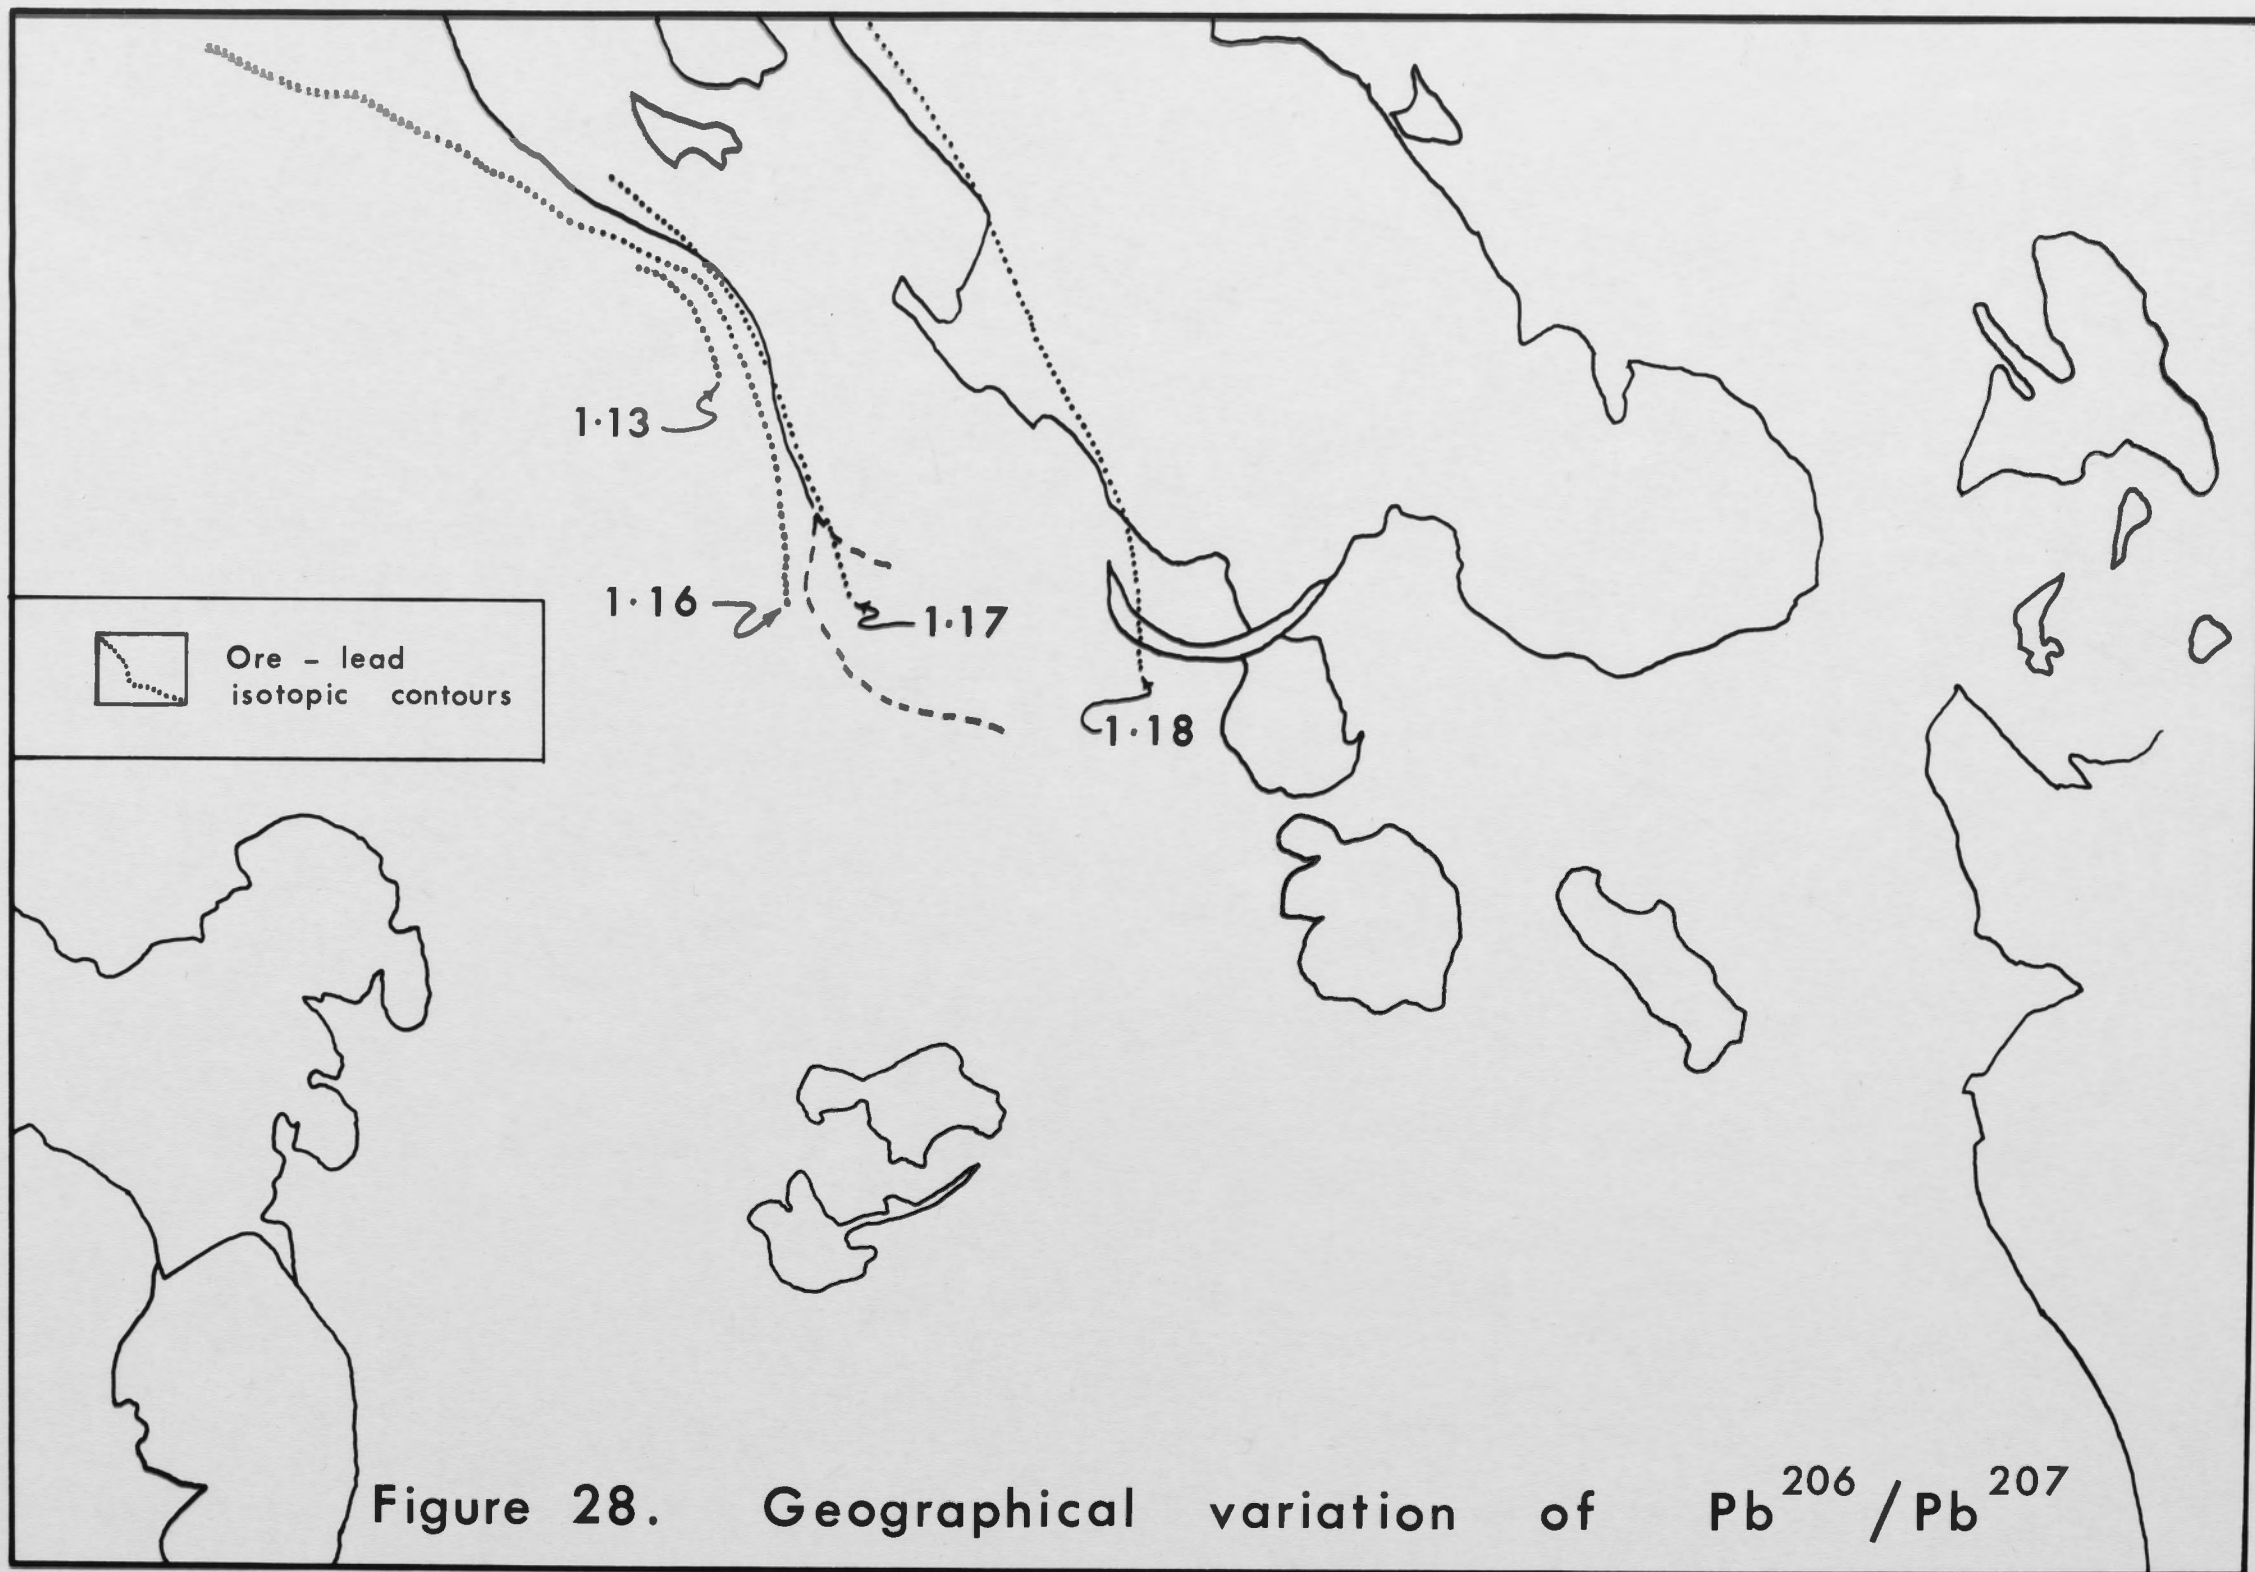 1·13
1·16
1·17
1·18
Ore – lead
isotopic contours
Figure 28. Geographical variation of Pb²⁰⁶/Pb²⁰⁷